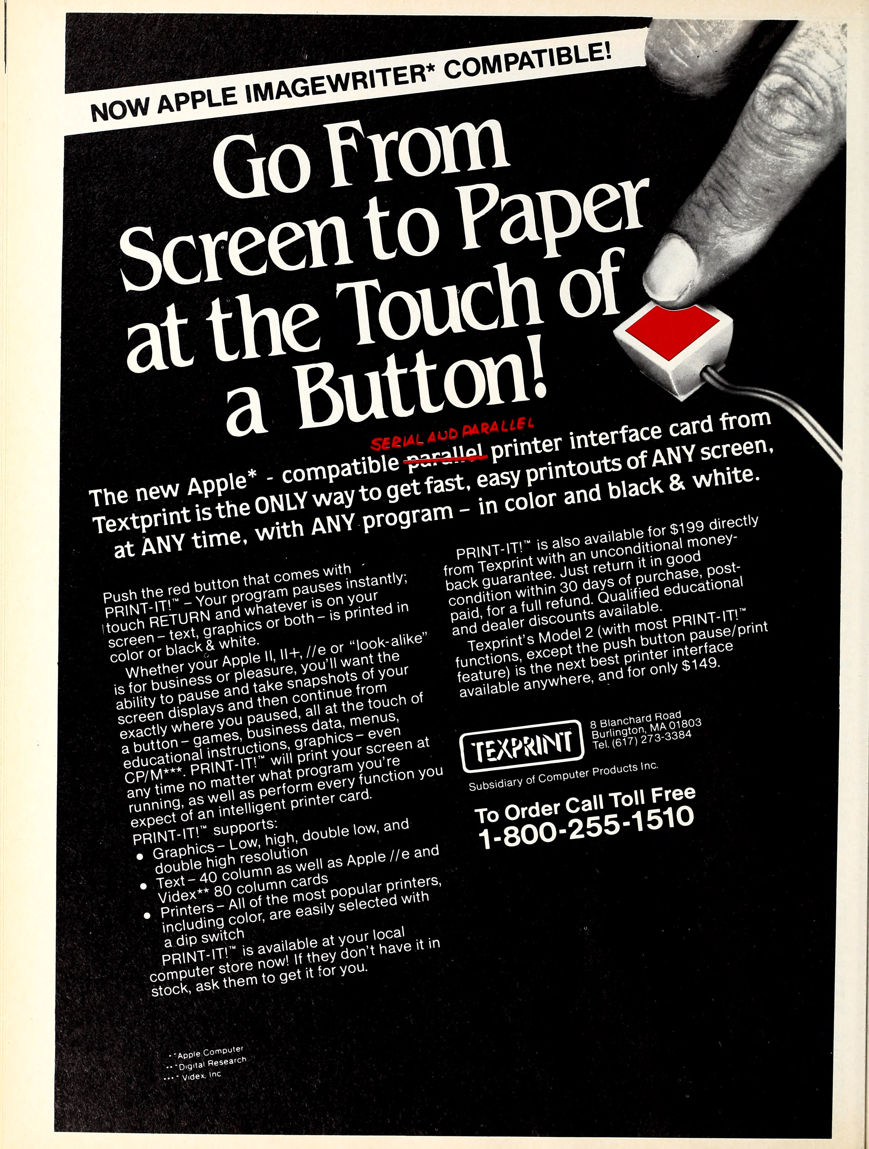 NOW APPLE IMAGEWRITER* COMPATIBLE!
Go From
Screen to Paper
at the Touch of
a Button!
SERIAL AND PARALLEL
The new Apple* - compatible parallel printer interface card from
Textprint is the ONLY way to get fast, easy printouts of ANY screen,
at ANY time, with ANY program – in color and black & white.
Push the red button that comes with
PRINT-IT!™ – Your program pauses instantly;
touch RETURN and whatever is on your
screen – text, graphics or both – is printed in
color or black & white.
Whether your Apple II, II+, //e or “look-alike”
is for business or pleasure, you'll want the
ability to pause and take snapshots of your
screen displays and then continue from
exactly where you paused, all at the touch of
a button – games, business data, menus,
educational instructions, graphics – even
CP/M***. PRINT-IT!™ will print your screen at
any time no matter what program you're
running, as well as perform every function you
expect of an intelligent printer card.
PRINT-IT!™ supports:
• Graphics – Low, high, double low, and
double high resolution
• Text – 40 column as well as Apple //e and
Videx** 80 column cards
• Printers – All of the most popular printers,
including color, are easily selected with
a dip switch
PRINT-IT!™ is available at your local
computer store now! If they don't have it in
stock, ask them to get it for you.
PRINT-IT!™ is also available for $199 directly
from Texprint with an unconditional money-
back guarantee. Just return it in good
condition within 30 days of purchase, post-
paid, for a full refund. Qualified educational
and dealer discounts available.
Texprint's Model 2 (with most PRINT-IT!™
functions, except the push button pause/print
feature) is the next best printer interface
available anywhere, and for only $149.
TEXPRINT
8 Blanchard Road
Burlington, MA 01803
Tel. (617) 273-3384
Subsidiary of Computer Products Inc.
To Order Call Toll Free
1-800-255-1510
* "Apple Computer
** "Digital Research
*** " Videx, Inc